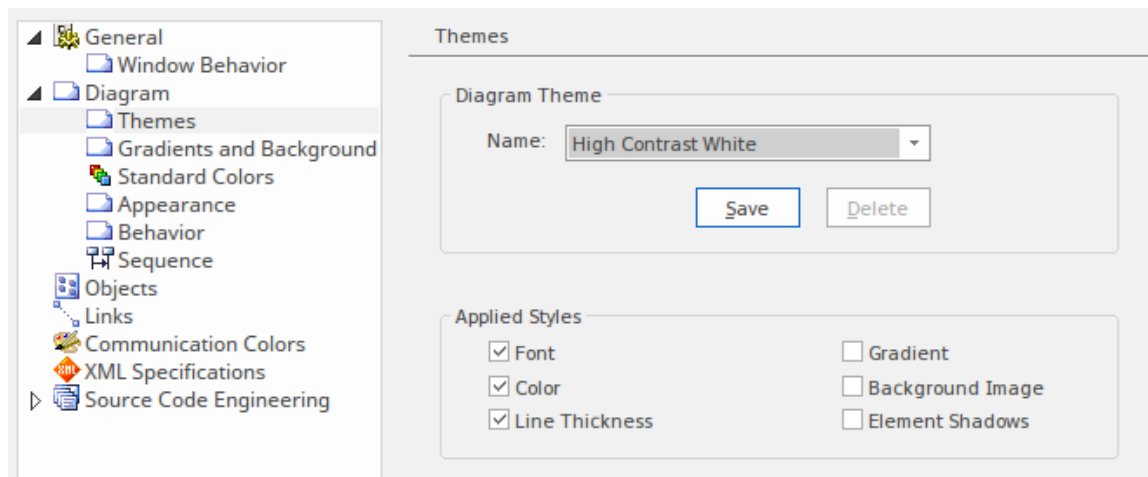 General
Window Behavior
Diagram
Themes
Gradients and Background
Standard Colors
Appearance
Behavior
Sequence
Objects
Links
Communication Colors
XML Specifications
Source Code Engineering
Themes
Diagram Theme
Name: High Contrast White
Save Delete
Applied Styles
Font Gradient
Color Background Image
Line Thickness Element Shadows